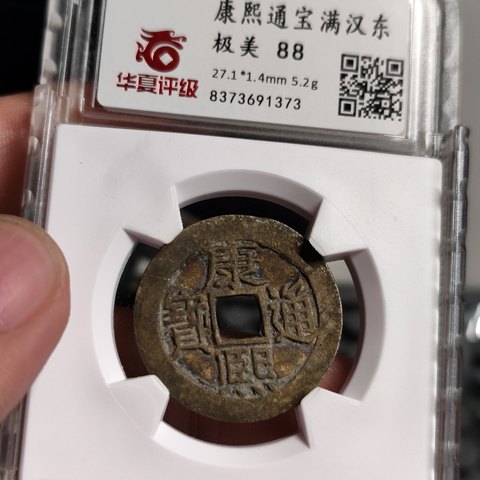 康熙通宝满汉东
极美 88
华夏评级
27.1*1.4mm 5.2g
8373691373
康
通
寶
熙